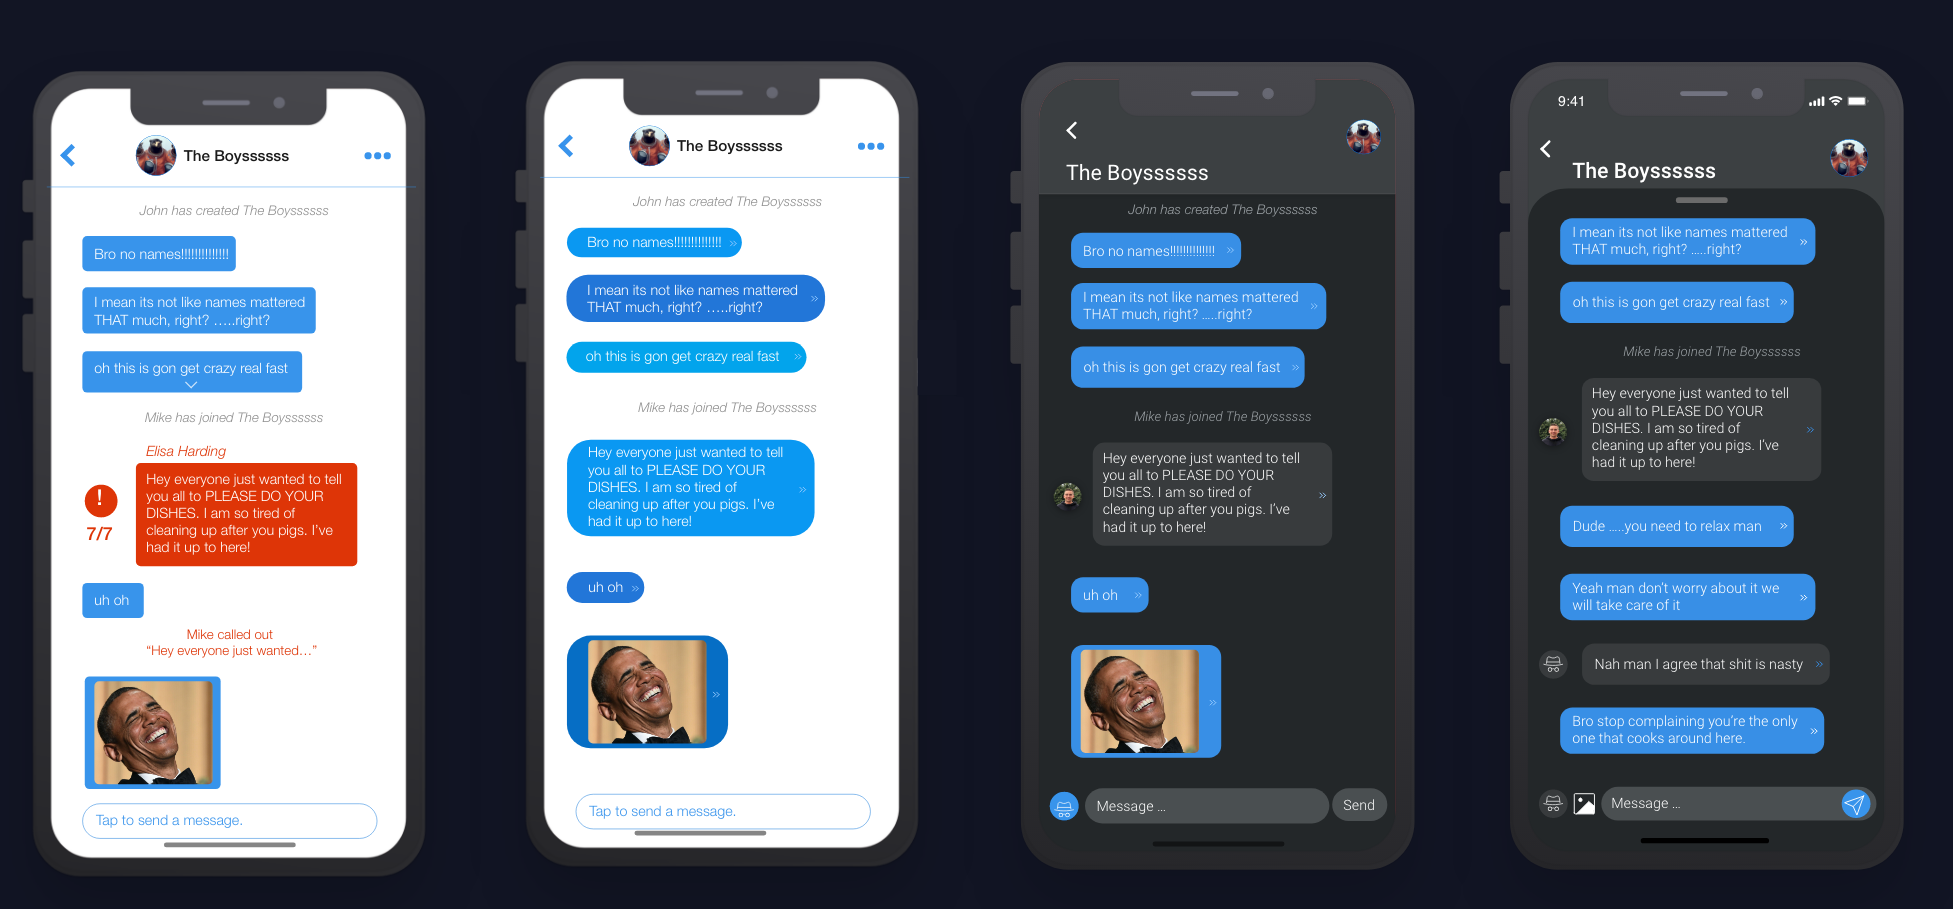 The Boyssssss
John has created The Boyssssss
Bro no names!!!!!!!!!!!!!!
I mean its not like names mattered
THAT much, right? .....right?
oh this is gon get crazy real fast
Mike has joined The Boyssssss
Elisa Harding
!
7/7
Hey everyone just wanted to tell
you all to PLEASE DO YOUR
DISHES. I am so tired of
cleaning up after you pigs. I've
had it up to here!
uh oh
Mike called out
“Hey everyone just wanted...”
Tap to send a message.
The Boyssssss
John has created The Boyssssss
Bro no names!!!!!!!!!!!!!! »
I mean its not like names mattered
THAT much, right? .....right? »
oh this is gon get crazy real fast »
Mike has joined The Boyssssss
Hey everyone just wanted to tell
you all to PLEASE DO YOUR
DISHES. I am so tired of »
cleaning up after you pigs. I've
had it up to here!
uh oh »
»
Tap to send a message.
The Boyssssss
John has created The Boyssssss
Bro no names!!!!!!!!!!!!!! »
I mean its not like names mattered
THAT much, right? .....right? »
oh this is gon get crazy real fast »
Mike has joined The Boyssssss
Hey everyone just wanted to tell
you all to PLEASE DO YOUR
DISHES. I am so tired of »
cleaning up after you pigs. I've
had it up to here!
uh oh »
»
Message ...
Send
9:41
The Boyssssss
I mean its not like names mattered
THAT much, right? .....right? »
oh this is gon get crazy real fast »
Mike has joined The Boyssssss
Hey everyone just wanted to tell
you all to PLEASE DO YOUR
DISHES. I am so tired of »
cleaning up after you pigs. I've
had it up to here!
Dude .....you need to relax man »
Yeah man don't worry about it we
will take care of it »
Nah man I agree that shit is nasty »
Bro stop complaining you're the only
one that cooks around here. »
Message ...